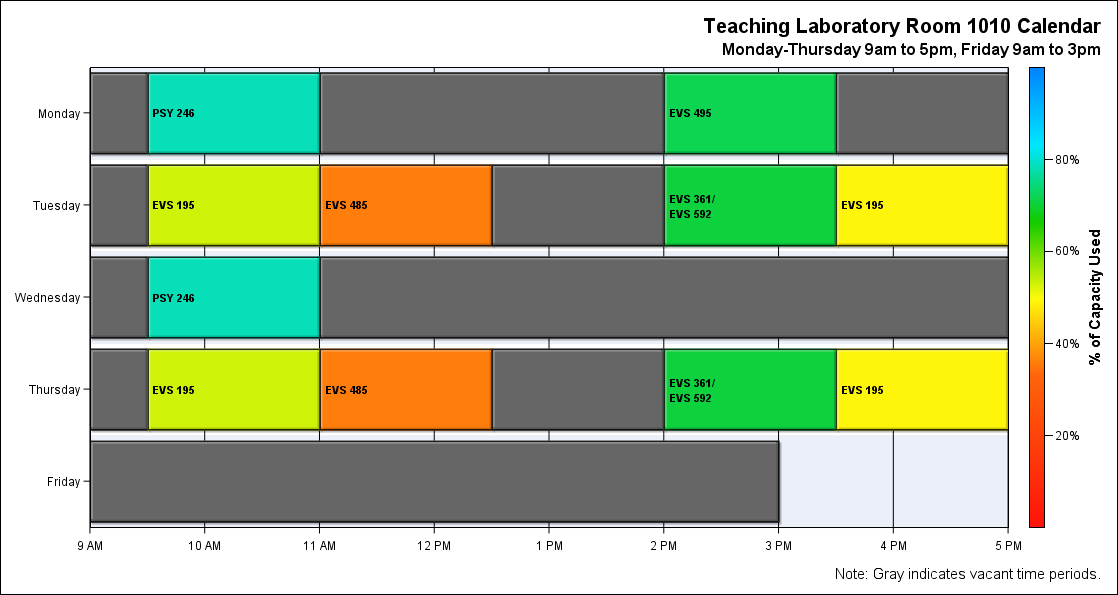 Teaching Laboratory Room 1010 Calendar
Monday-Thursday 9am to 5pm, Friday 9am to 3pm
Monday
PSY 246
EVS 495
Tuesday
EVS 195
EVS 485
EVS 361/
EVS 592
EVS 195
Wednesday
PSY 246
Thursday
EVS 195
EVS 485
EVS 361/
EVS 592
EVS 195
Friday
9 AM
10 AM
11 AM
12 PM
1 PM
2 PM
3 PM
4 PM
5 PM
80%
60%
40%
20%
% of Capacity Used
Note: Gray indicates vacant time periods.